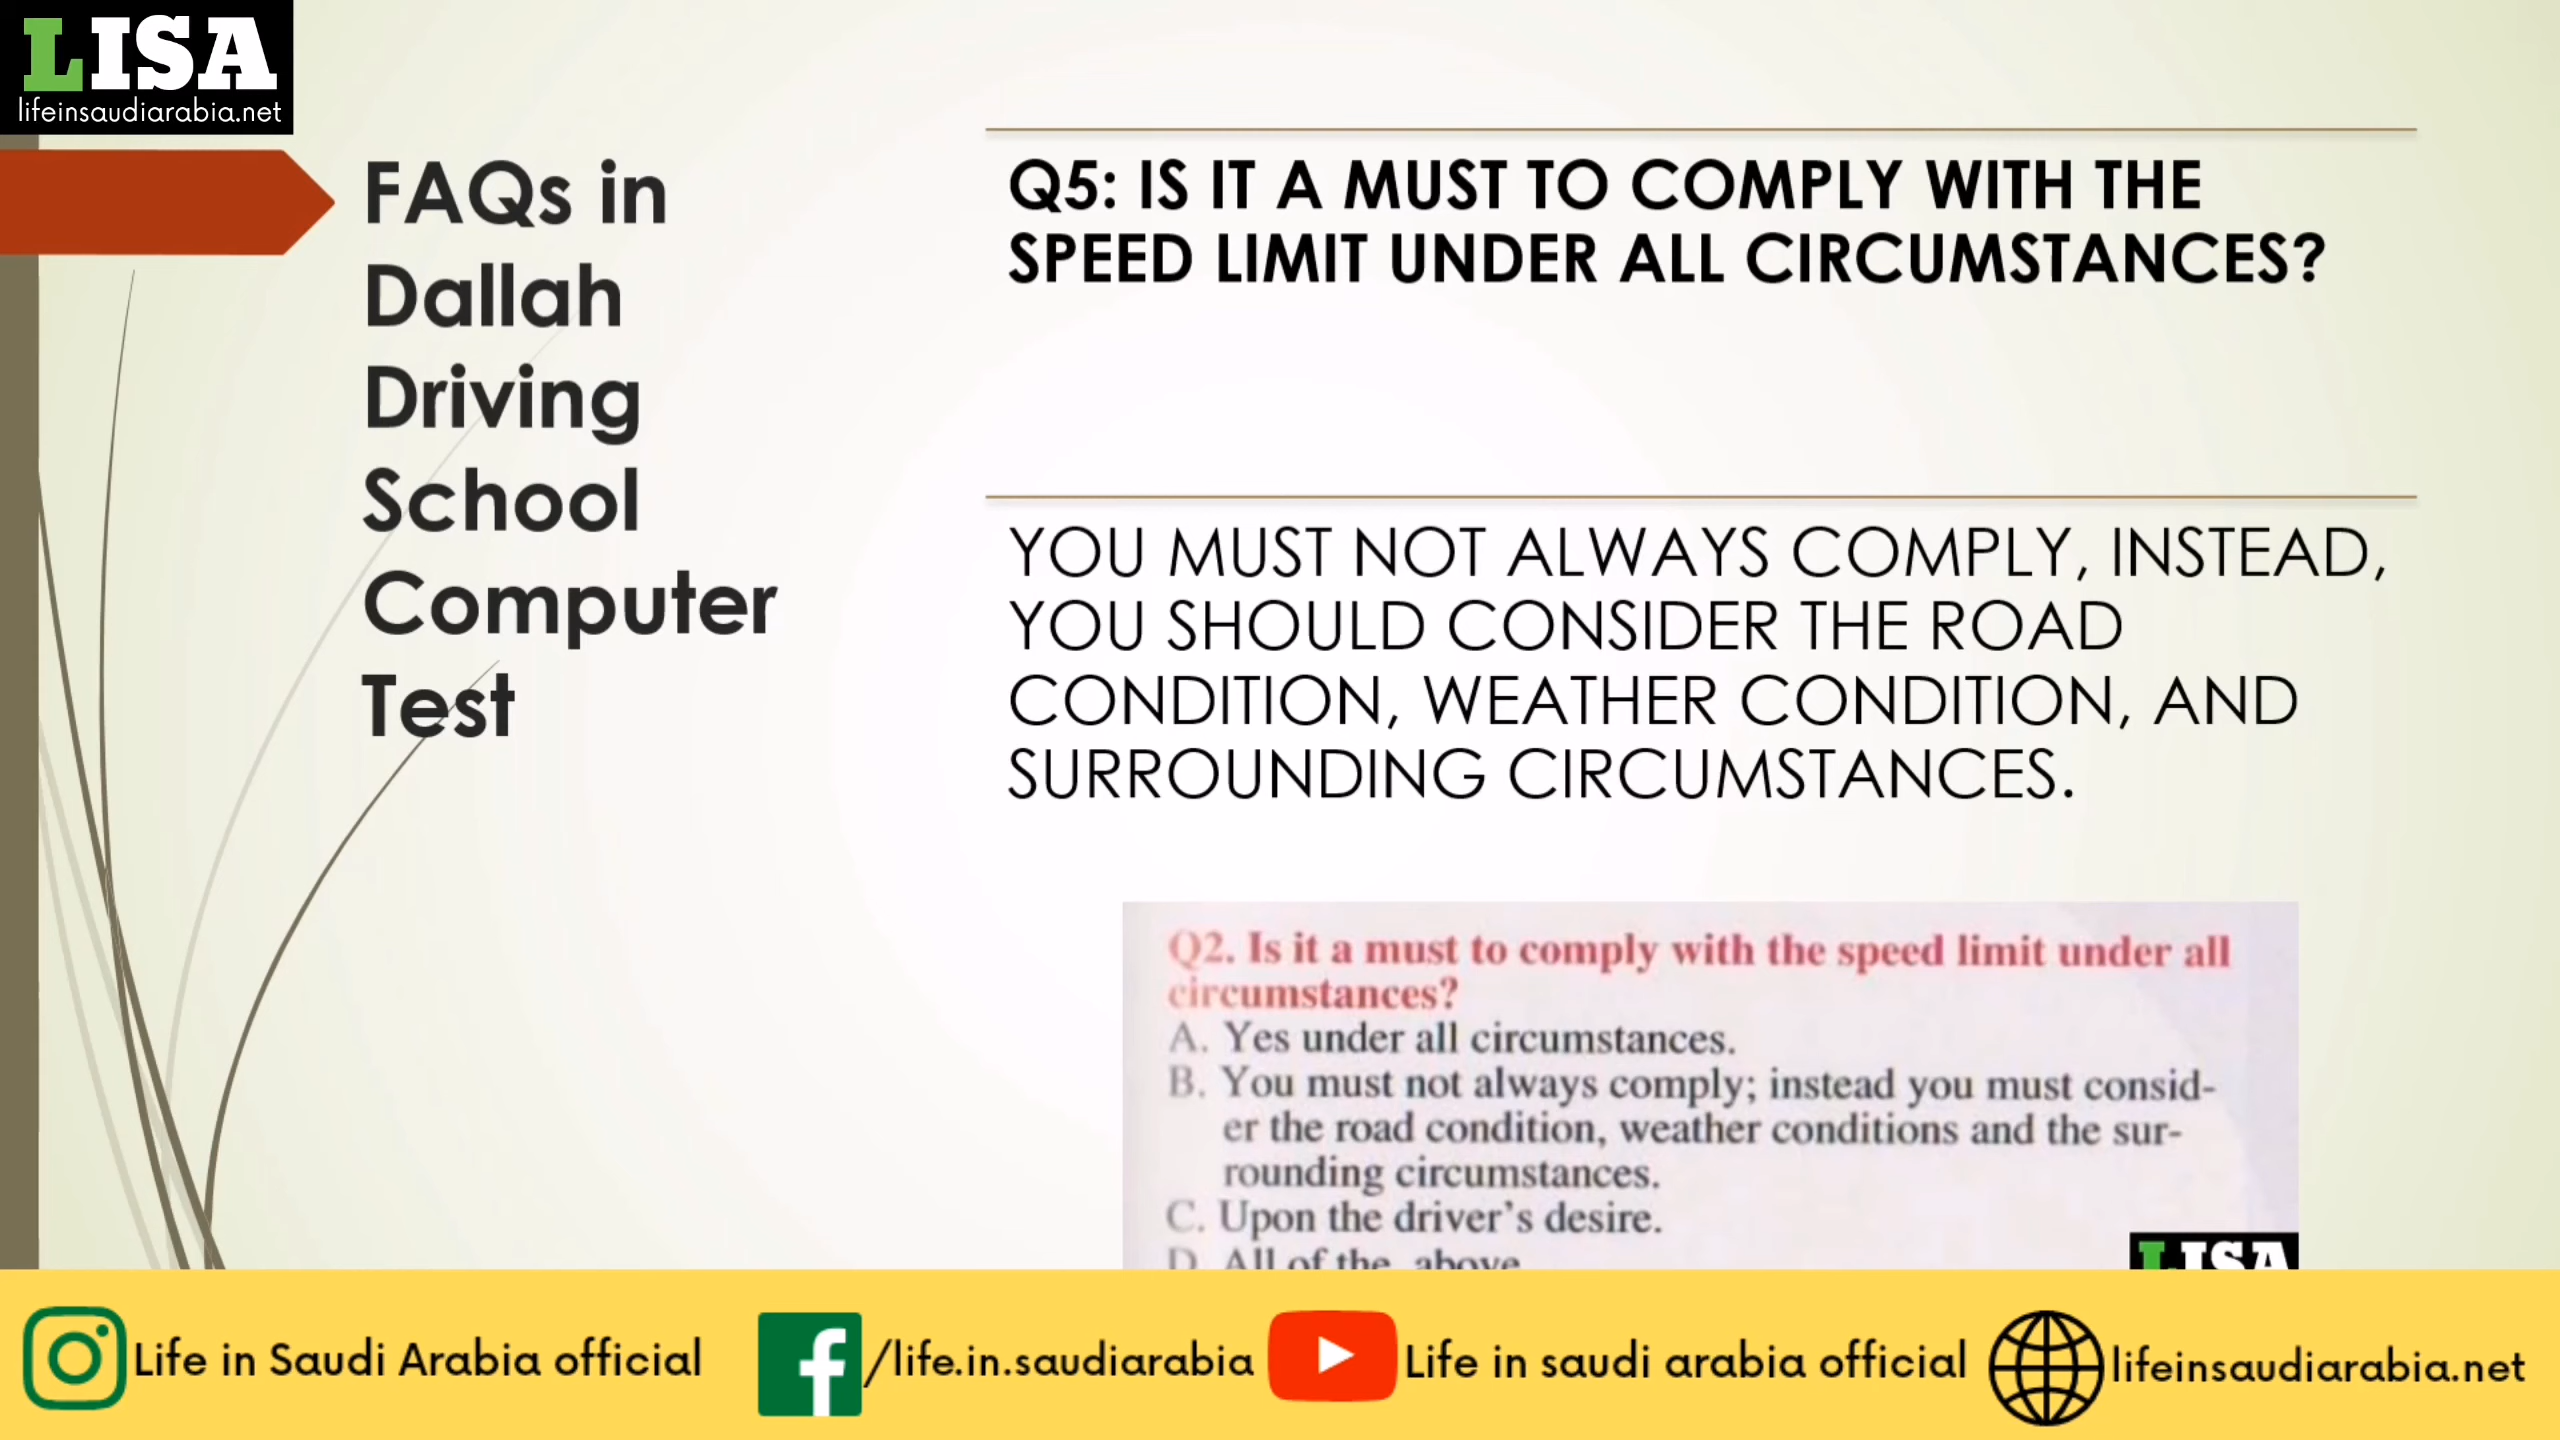 LISA
lifeinsaudiarabia.net
FAQs in
Dallah
Driving
School
Computer
Test
Q5: IS IT A MUST TO COMPLY WITH THE
SPEED LIMIT UNDER ALL CIRCUMSTANCES?
YOU MUST NOT ALWAYS COMPLY, INSTEAD,
YOU SHOULD CONSIDER THE ROAD
CONDITION, WEATHER CONDITION, AND
SURROUNDING CIRCUMSTANCES.
Q2. Is it a must to comply with the speed limit under all
circumstances?
A. Yes under all circumstances.
B. You must not always comply; instead you must consid-
er the road condition, weather conditions and the sur-
rounding circumstances.
C. Upon the driver's desire.
D. All of the above
LISA
Life in Saudi Arabia official
/life.in.saudiarabia
Life in saudi arabia official
lifeinsaudiarabia.net